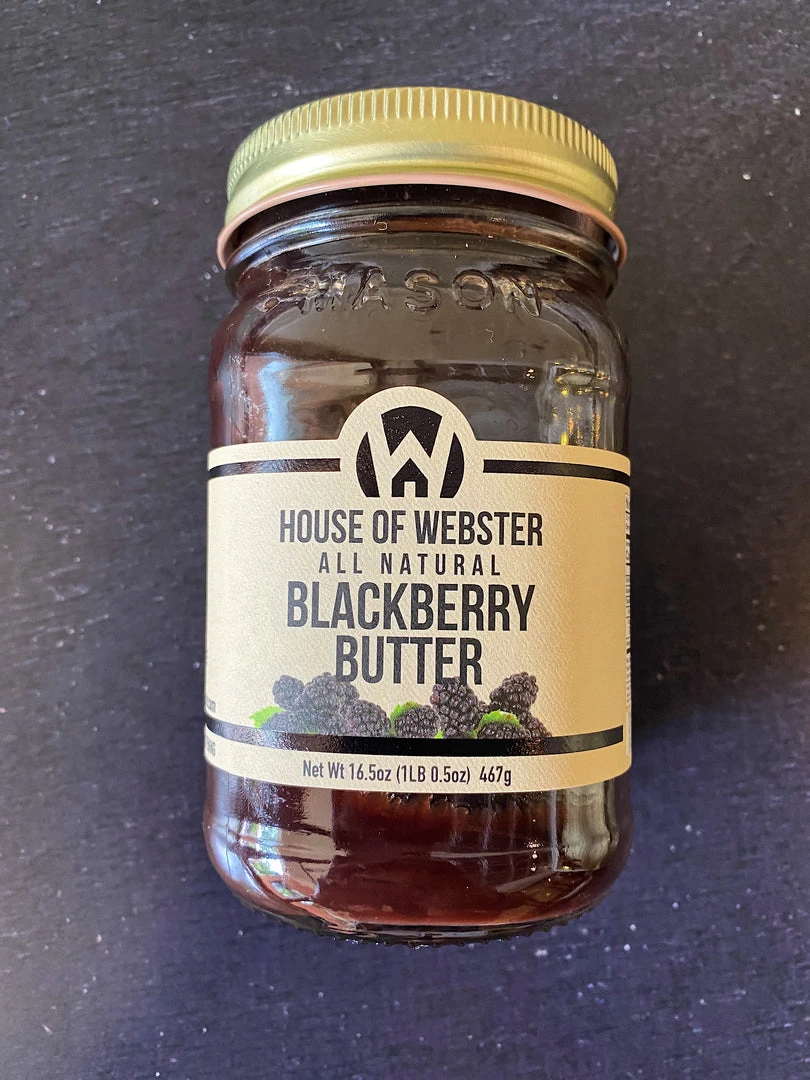 MASON
W
HOUSE OF WEBSTER
ALL NATURAL
BLACKBERRY
BUTTER
Net Wt 16.5oz (1LB 0.5oz) 467g